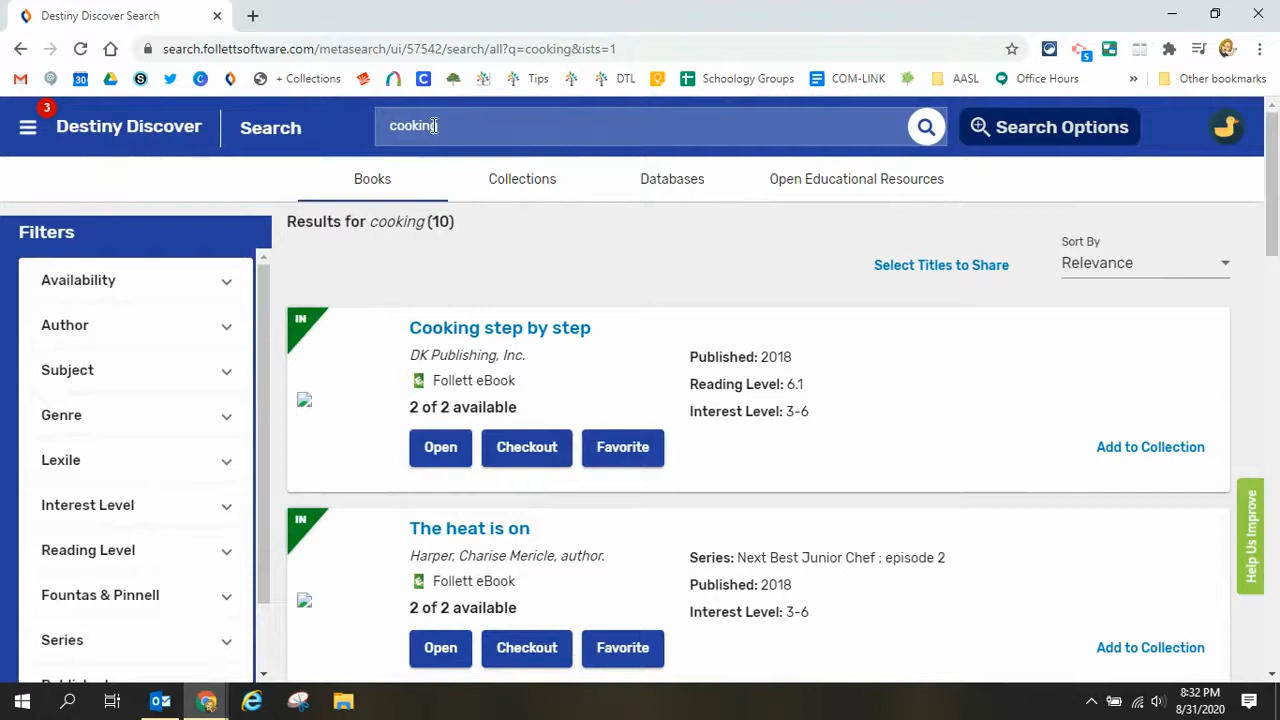 Destiny Discover Search
search.follettsoftware.com/metasearch/ui/57542/search/all?q=cooking&ists=1
5
30
+ Collections
Tips
DTL
Schoology Groups
COM-LINK
AASL
Office Hours
Other bookmarks
3
Destiny Discover
Search
cooking
Search Options
Books
Collections
Databases
Open Educational Resources
Filters
Results for cooking (10)
Sort By
Select Titles to Share
Relevance
Availability
Author
Subject
Genre
Lexile
Interest Level
Reading Level
Fountas & Pinnell
Series
IN
Cooking step by step
DK Publishing, Inc.
Follett eBook
2 of 2 available
Published: 2018
Reading Level: 6.1
Interest Level: 3-6
Open
Checkout
Favorite
Add to Collection
IN
The heat is on
Harper, Charise Mericle, author.
Follett eBook
2 of 2 available
Series: Next Best Junior Chef ; episode 2
Published: 2018
Interest Level: 3-6
Open
Checkout
Favorite
Add to Collection
Help Us Improve
8:32 PM
8/31/2020